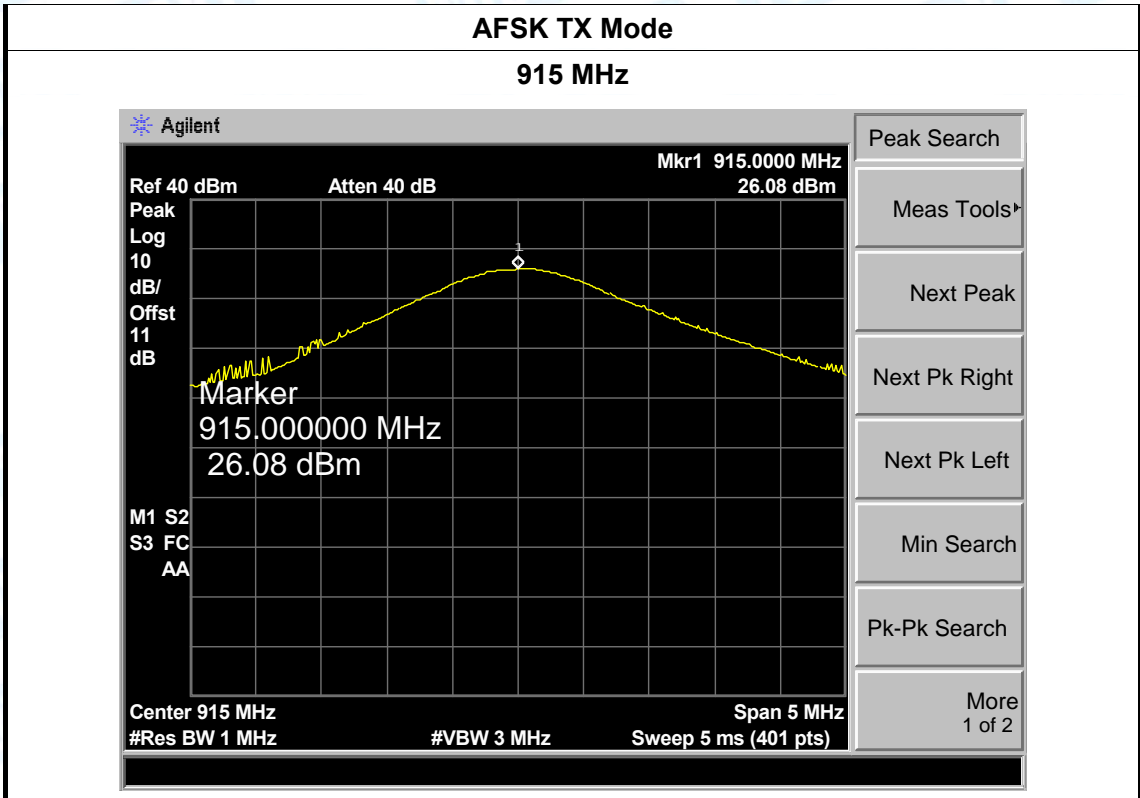 AFSK TX Mode
915 MHz
Agilent
Peak Search
Mkr1 915.0000 MHz
Ref 40 dBm Atten 40 dB 26.08 dBm
Peak
Log
10
dB/
Offst
11
dB
1
Marker
915.000000 MHz
26.08 dBm
M1 S2
S3 FC
AA
Center 915 MHz Span 5 MHz
#Res BW 1 MHz #VBW 3 MHz Sweep 5 ms (401 pts)
Meas Tools
Next Peak
Next Pk Right
Next Pk Left
Min Search
Pk-Pk Search
More
1 of 2